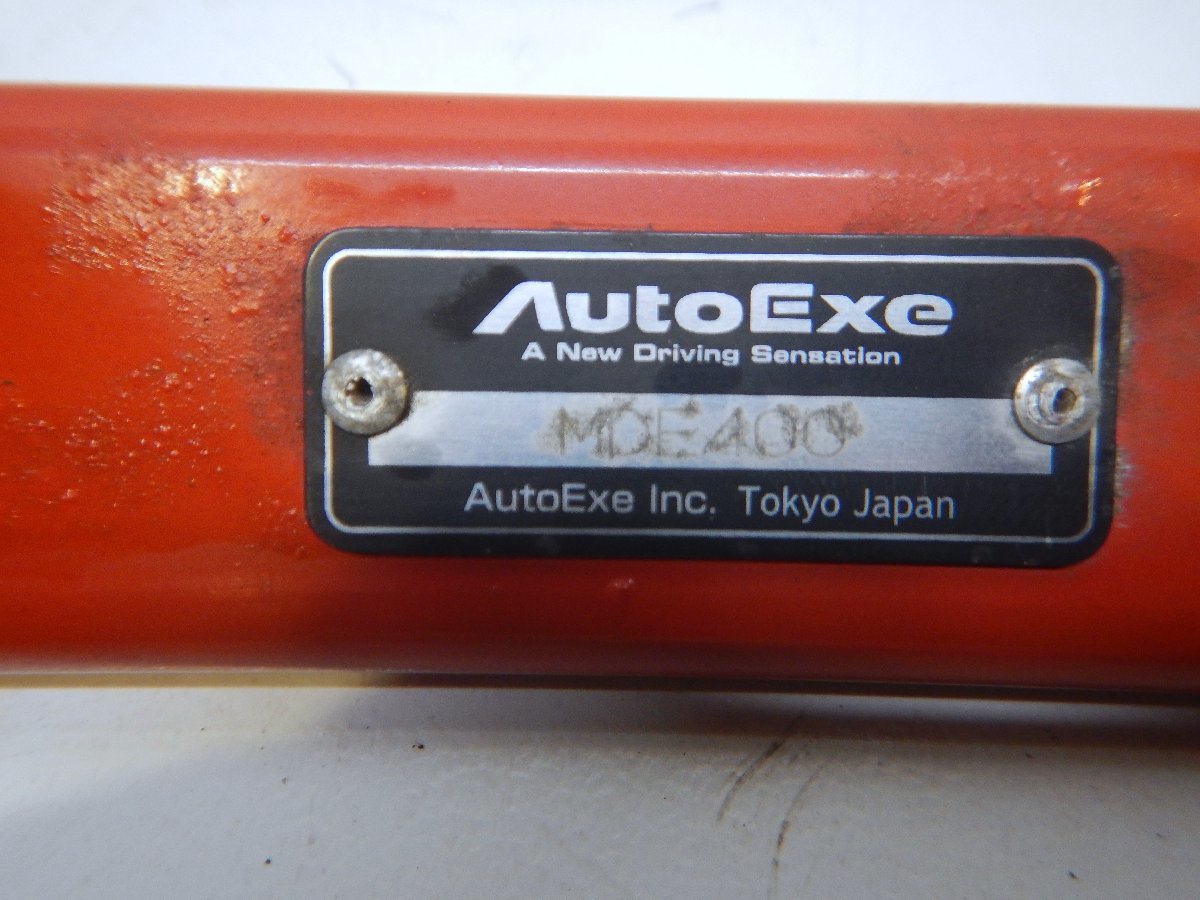 AutoExe
A New Driving Sensation
MDE400
AutoExe Inc. Tokyo Japan